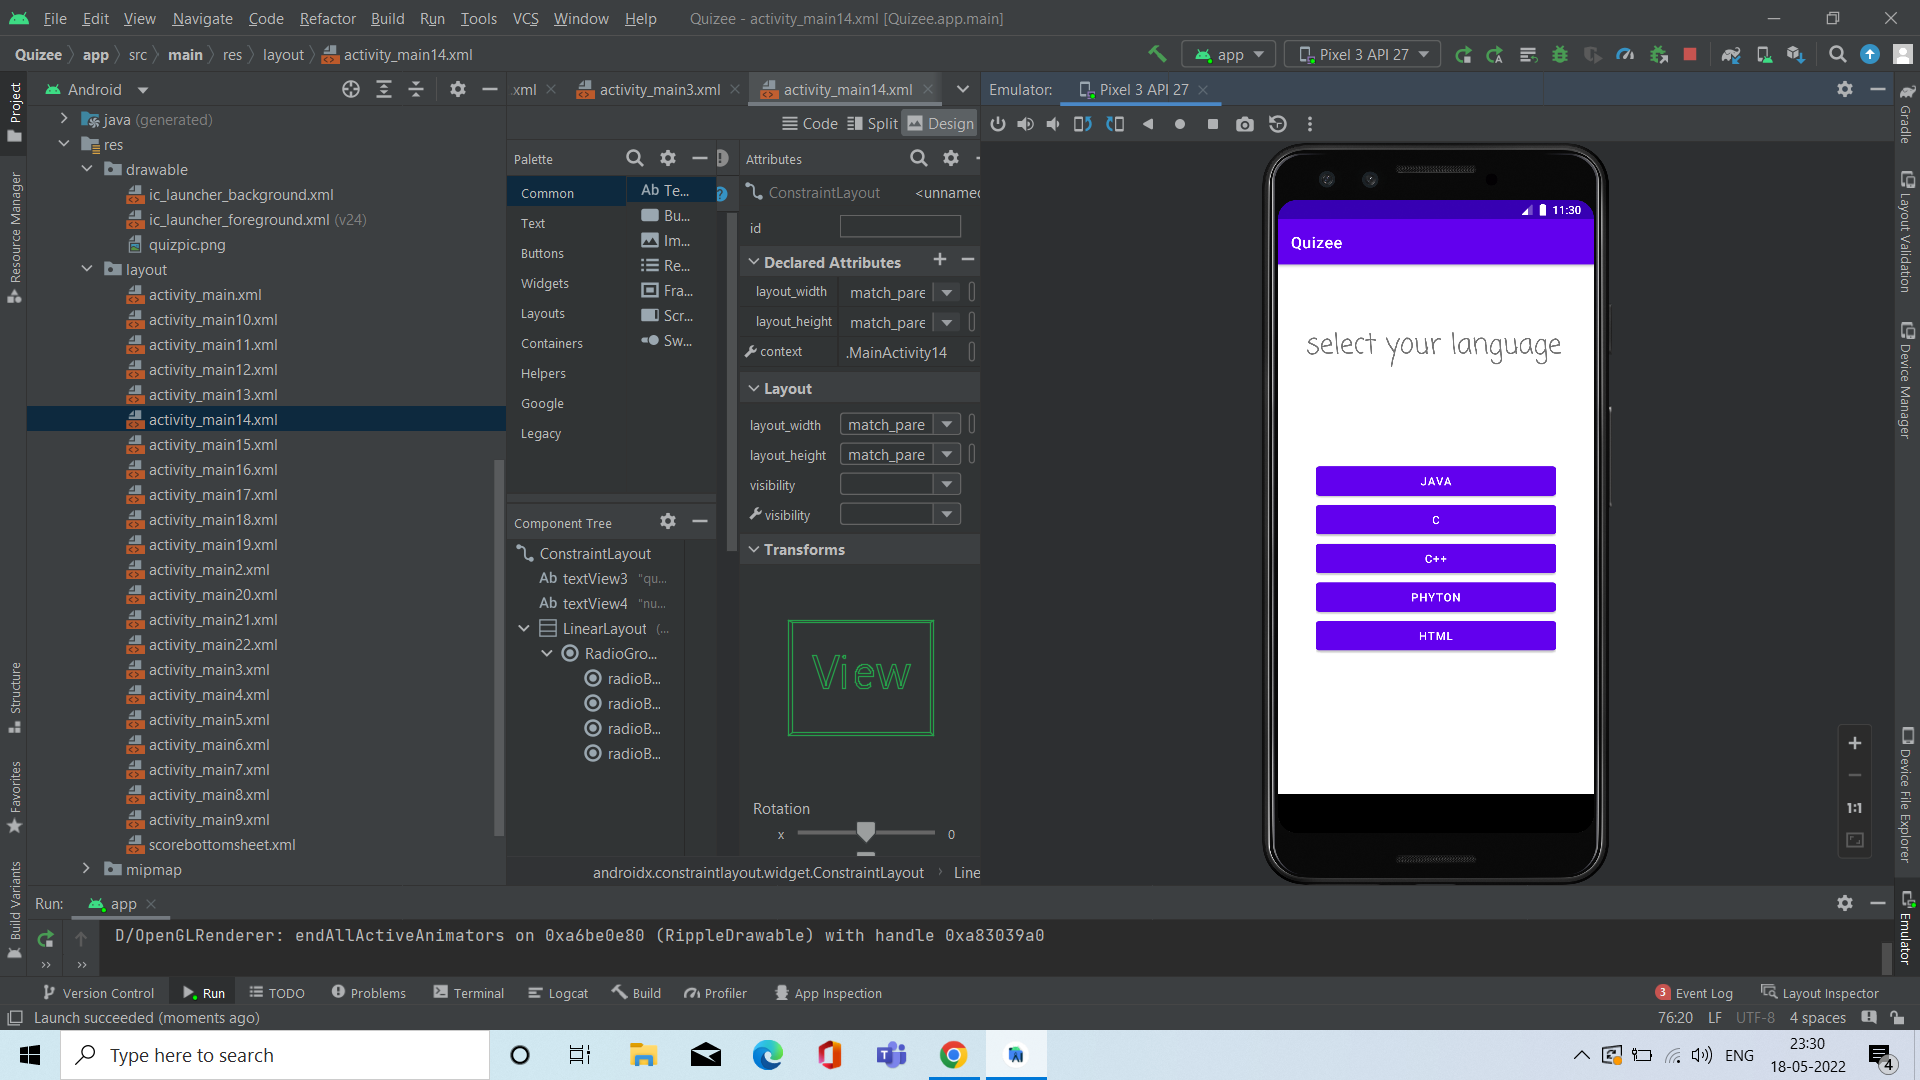 File Edit View Navigate Code Refactor Build Run Tools VCS Window Help Quizee - activity_main14.xml [Quizee.app.main]
Quizee app src main res layout activity_main14.xml
app Pixel 3 API 27
Project
Resource Manager
Structure
Favorites
Build Variants
Android
java (generated)
res
drawable
ic_launcher_background.xml
ic_launcher_foreground.xml (v24)
quizpic.png
layout
activity_main.xml
activity_main10.xml
activity_main11.xml
activity_main12.xml
activity_main13.xml
activity_main14.xml
activity_main15.xml
activity_main16.xml
activity_main17.xml
activity_main18.xml
activity_main19.xml
activity_main2.xml
activity_main20.xml
activity_main21.xml
activity_main22.xml
activity_main3.xml
activity_main4.xml
activity_main5.xml
activity_main6.xml
activity_main7.xml
activity_main8.xml
activity_main9.xml
scorebottomsheet.xml
mipmap
.xml activity_main3.xml activity_main14.xml
Code Split Design
Palette
Common
Text
Buttons
Widgets
Layouts
Containers
Helpers
Google
Legacy
Ab Te...
Bu...
Im...
Re...
Fra...
Scr...
Sw...
Component Tree
ConstraintLayout
Ab textView3 "qu...
Ab textView4 "nu...
LinearLayout (...
RadioGro...
radioB...
radioB...
radioB...
radioB...
Attributes
ConstraintLayout <unnamed
id
Declared Attributes
layout_width match_pare
layout_height match_pare
context .MainActivity14
Layout
layout_width match_pare
layout_height match_pare
visibility
visibility
Transforms
View
Rotation
x 0
androidx.constraintlayout.widget.ConstraintLayout Line
Emulator: Pixel 3 API 27
11:30
Quizee
select your language
JAVA
C
C++
PHYTON
HTML
1:1
Gradle
Layout Validation
Device Manager
Device File Explorer
Emulator
Run: app
D/OpenGLRenderer: endAllActiveAnimators on 0xa6be0e80 (RippleDrawable) with handle 0xa83039a0
Version Control Run TODO Problems Terminal Logcat Build Profiler App Inspection 3 Event Log Layout Inspector
Launch succeeded (moments ago) 76:20 LF UTF-8 4 spaces
Type here to search
ENG
23:30
18-05-2022
4